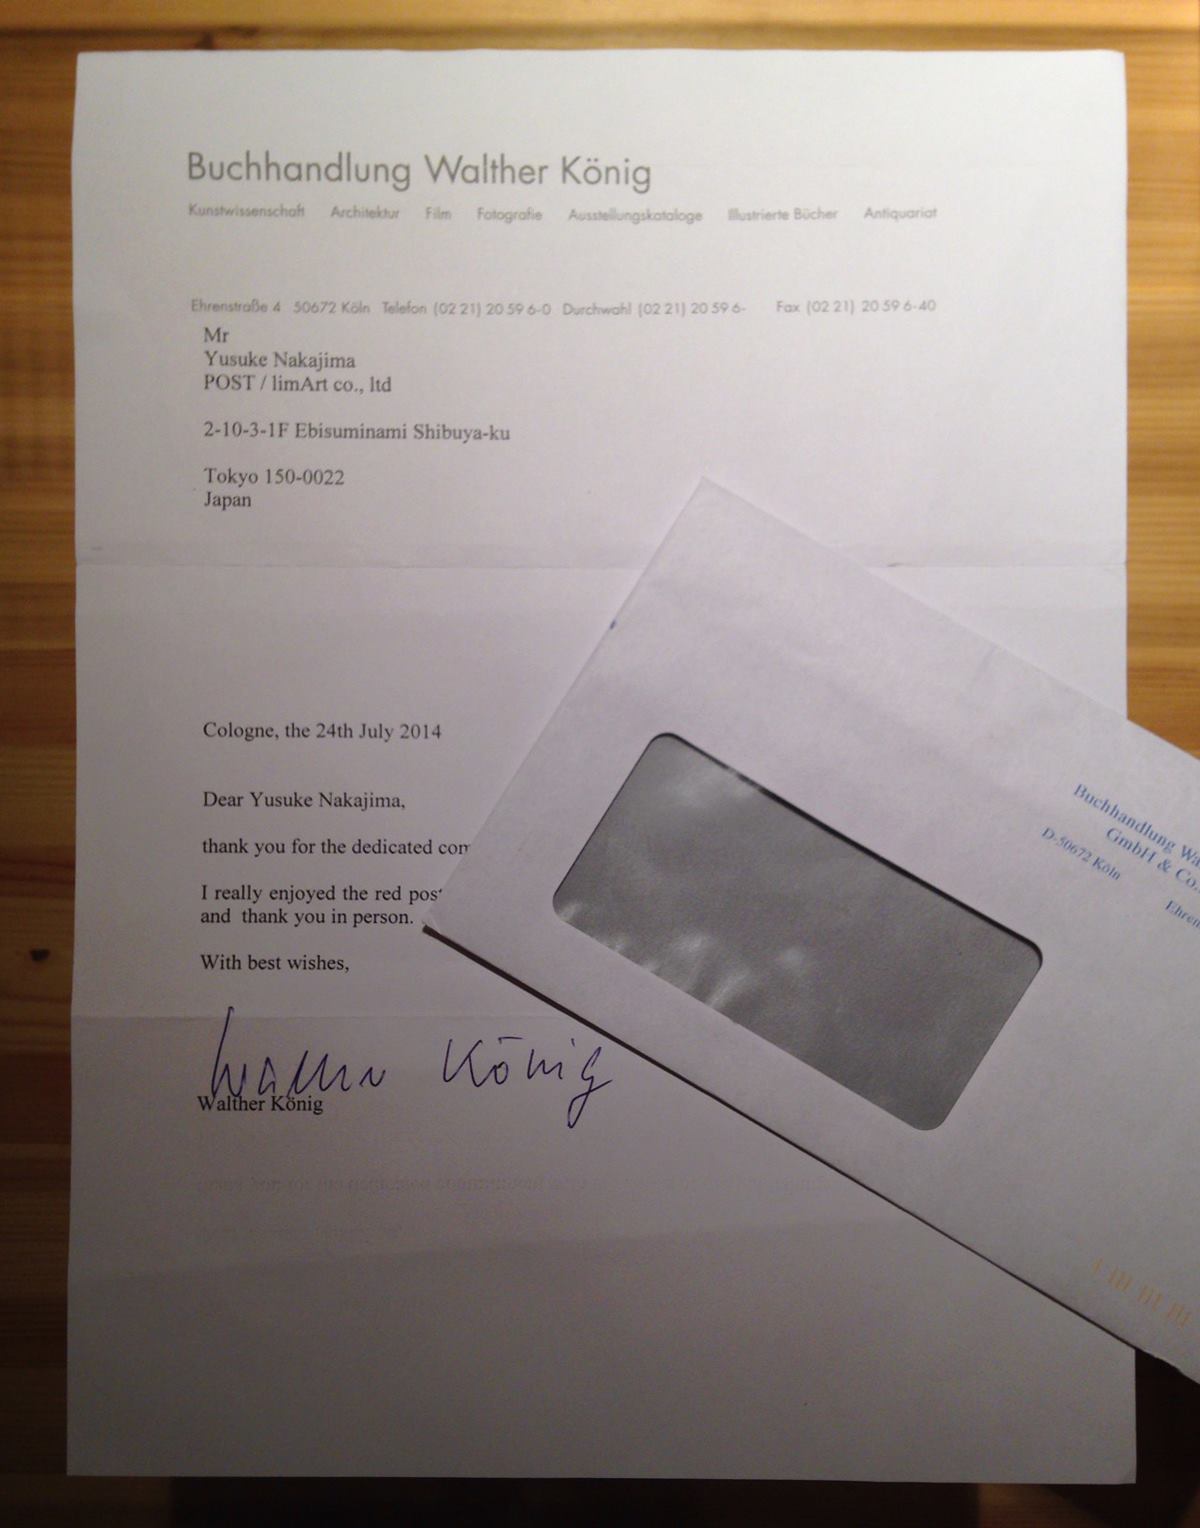 Buchhandlung Walther König
Kunstwissenschaft Architektur Film Fotografie Ausstellungskataloge Illustrierte Bücher Antiquariat
Ehrenstraße 4 50672 Köln Telefon (02 21) 20 59 6-0 Durchwahl (02 21) 20 59 6- Fax (02 21) 20 59 6-40
Mr
Yusuke Nakajima
POST / limArt co., ltd
2-10-3-1F Ebisuminami Shibuya-ku
Tokyo 150-0022
Japan
Cologne, the 24th July 2014
Dear Yusuke Nakajima,
thank you for the dedicated
I really enjoyed the red
and thank you in person.
With best wishes,
Walther König
Walther König
Buchhandlung
GmbH & Co.
D-50672 Köln